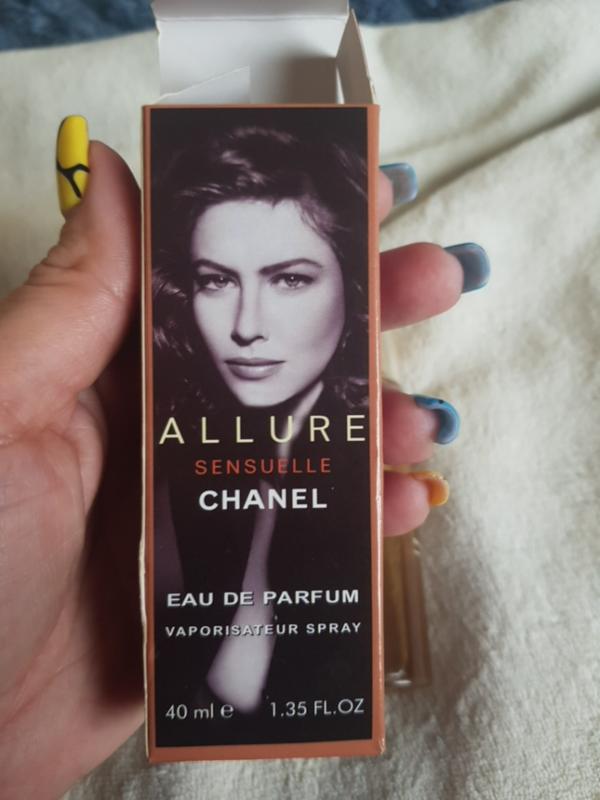 ALLURE
SENSUELLE
CHANEL
EAU DE PARFUM
VAPORISATEUR SPRAY
40 ml e 1.35 FL.OZ